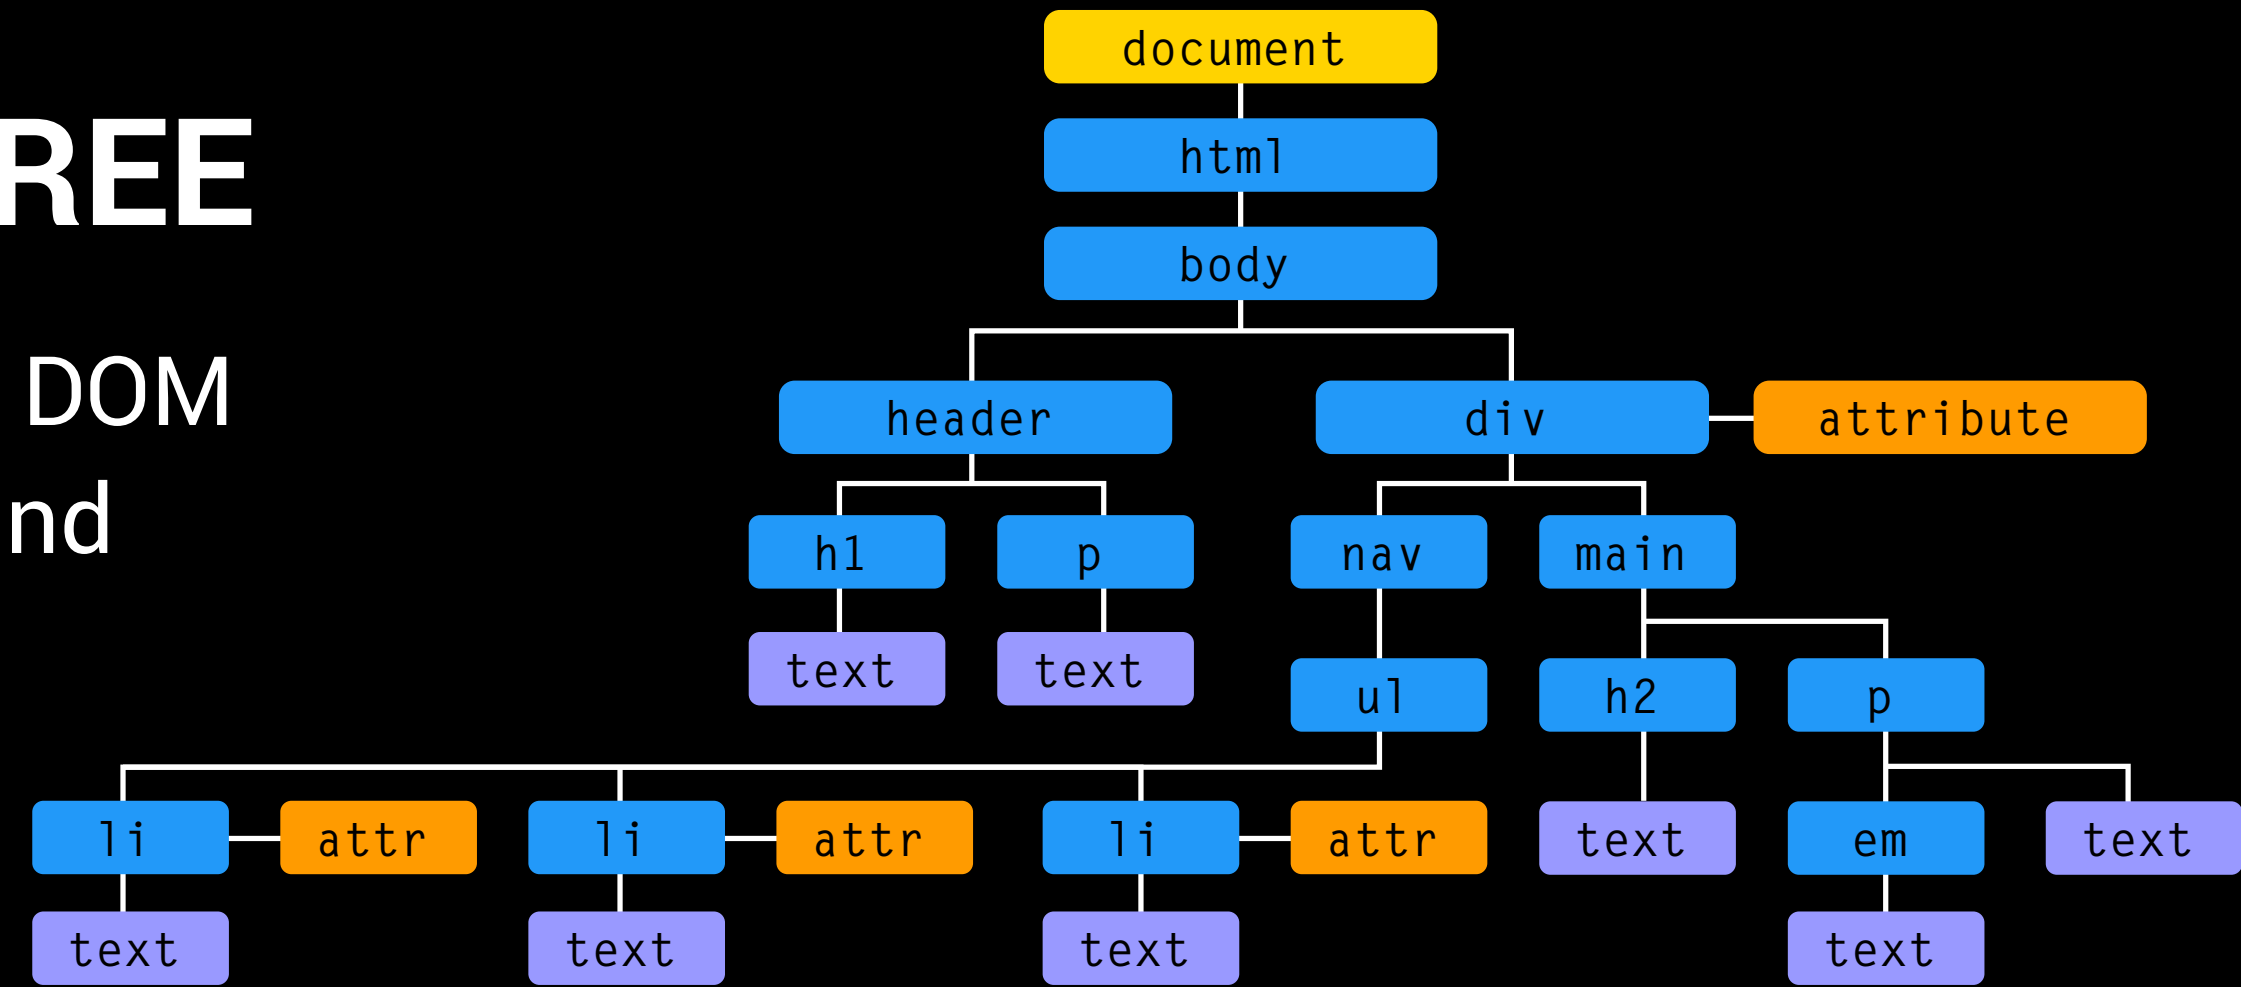 REE
DOM
nd
document
html
body
header
div
attribute
h1
p
nav
main
text
text
ul
h2
p
li
attr
li
attr
li
attr
text
em
text
text
text
text
text